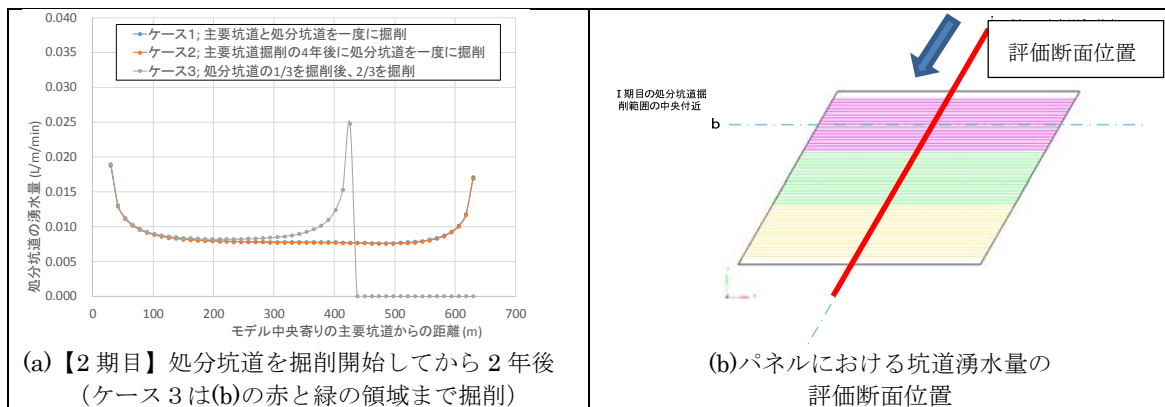 0.040
0.035
0.030
0.025
0.020
0.015
0.010
0.005
0.000
処分坑道の湧水量 (L/m/min)
ケース1; 主要坑道と処分坑道を一度に掘削
ケース2; 主要坑道掘削の4年後に処分坑道を一度に掘削
ケース3; 処分坑道の1/3を掘削後、2/3を掘削
0 100 200 300 400 500 600 700
モデル中央寄りの主要坑道からの距離 (m)
(a)【2 期目】処分坑道を掘削開始してから 2 年後
（ケース 3 は(b)の赤と緑の領域まで掘削）
評価断面位置
Ⅰ期目の処分坑道掘
削範囲の中央付近
b
(b)パネルにおける坑道湧水量の
評価断面位置